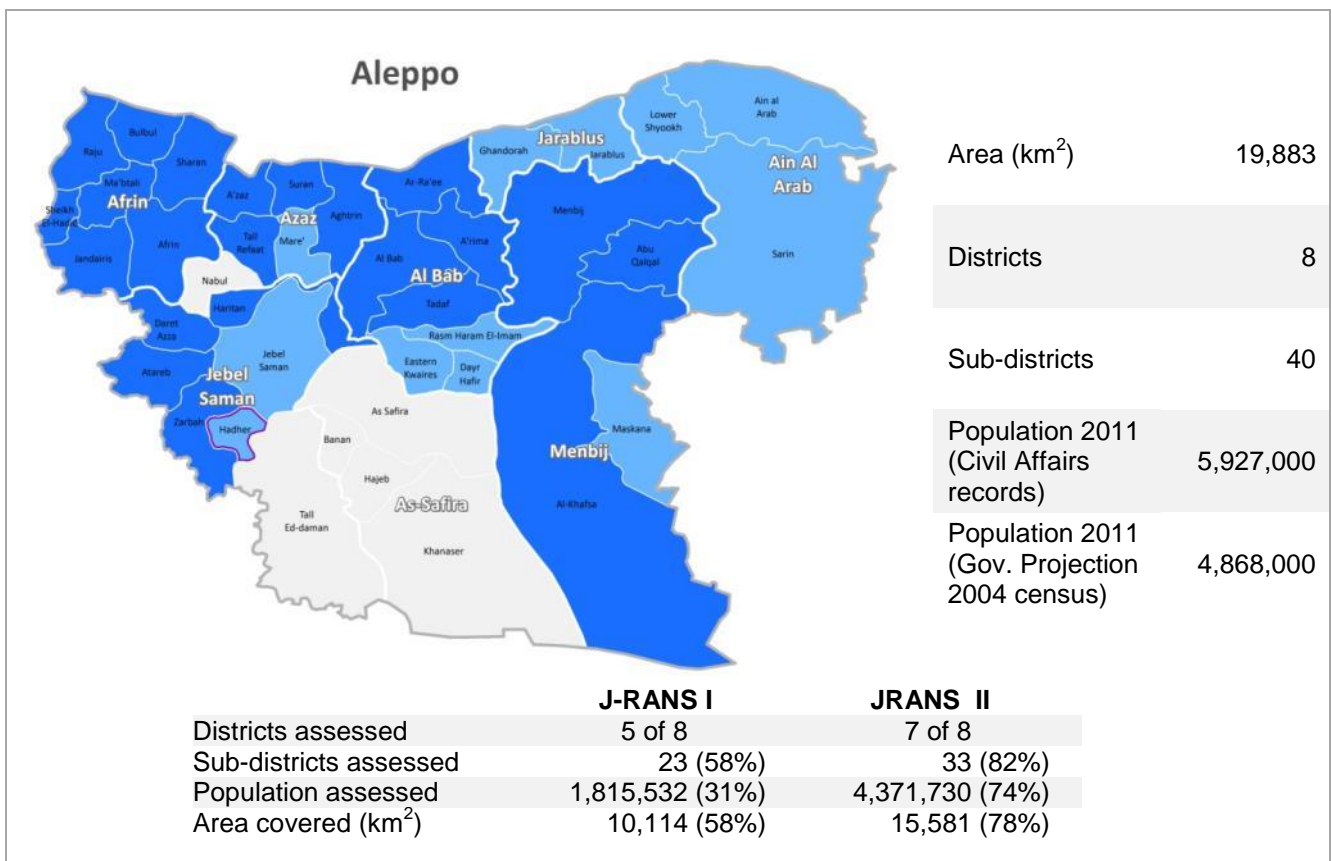 Aleppo
Bulbul
Raju
Sharan
Ma'btali
Afrin
Sheikh
El-Hadid
Jandairis
Afrin
A'zaz
Suran
Azaz
Aghtrin
Tall
Refaat
Mare'
Nabul
Ar-Ra'ee
A'rima
Al Bab
Al Bab
Tadaf
Rasm Haram El-Imam
Eastern
Kwaires
Dayr
Hafir
Ghandorah
Jarablus
Jarablus
Lower
Shyookh
Ain al
Arab
Ain Al
Arab
Sarin
Menbij
Abu
Qalqal
Maskana
Menbij
Al-Khafsa
Haritan
Daret
Azza
Atareb
Jebel
Saman
Jebel
Saman
Zarbah
Hadher
As Safira
Banan
Hajeb
As-Safira
Tall
Ed-daman
Khanaser
Area (km2) 19,883
Districts 8
Sub-districts 40
Population 2011
(Civil Affairs
records) 5,927,000
Population 2011
(Gov. Projection
2004 census) 4,868,000
J-RANS I JRANS II
Districts assessed 5 of 8 7 of 8
Sub-districts assessed 23 (58%) 33 (82%)
Population assessed 1,815,532 (31%) 4,371,730 (74%)
Area covered (km2) 10,114 (58%) 15,581 (78%)